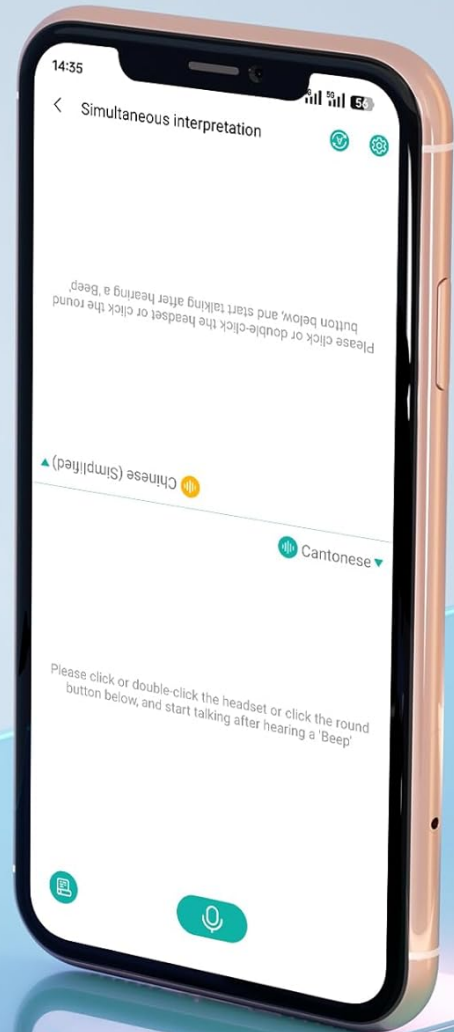 14:35
56
Simultaneous interpretation
Please click or double-click the headset or click the round
button below, and start talking after hearing a 'Beep'
Chinese (Simplified)
Cantonese
Please click or double-click the headset or click the round
button below, and start talking after hearing a 'Beep'